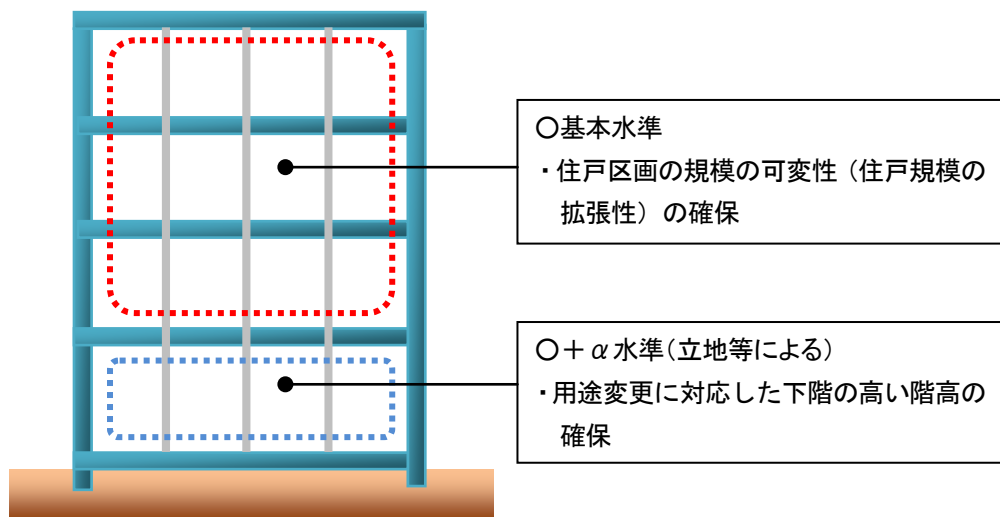 〇基本水準
・住戸区画の規模の可変性（住戸規模の
拡張性）の確保
〇＋α水準(立地等による)
・用途変更に対応した下階の高い階高の
確保